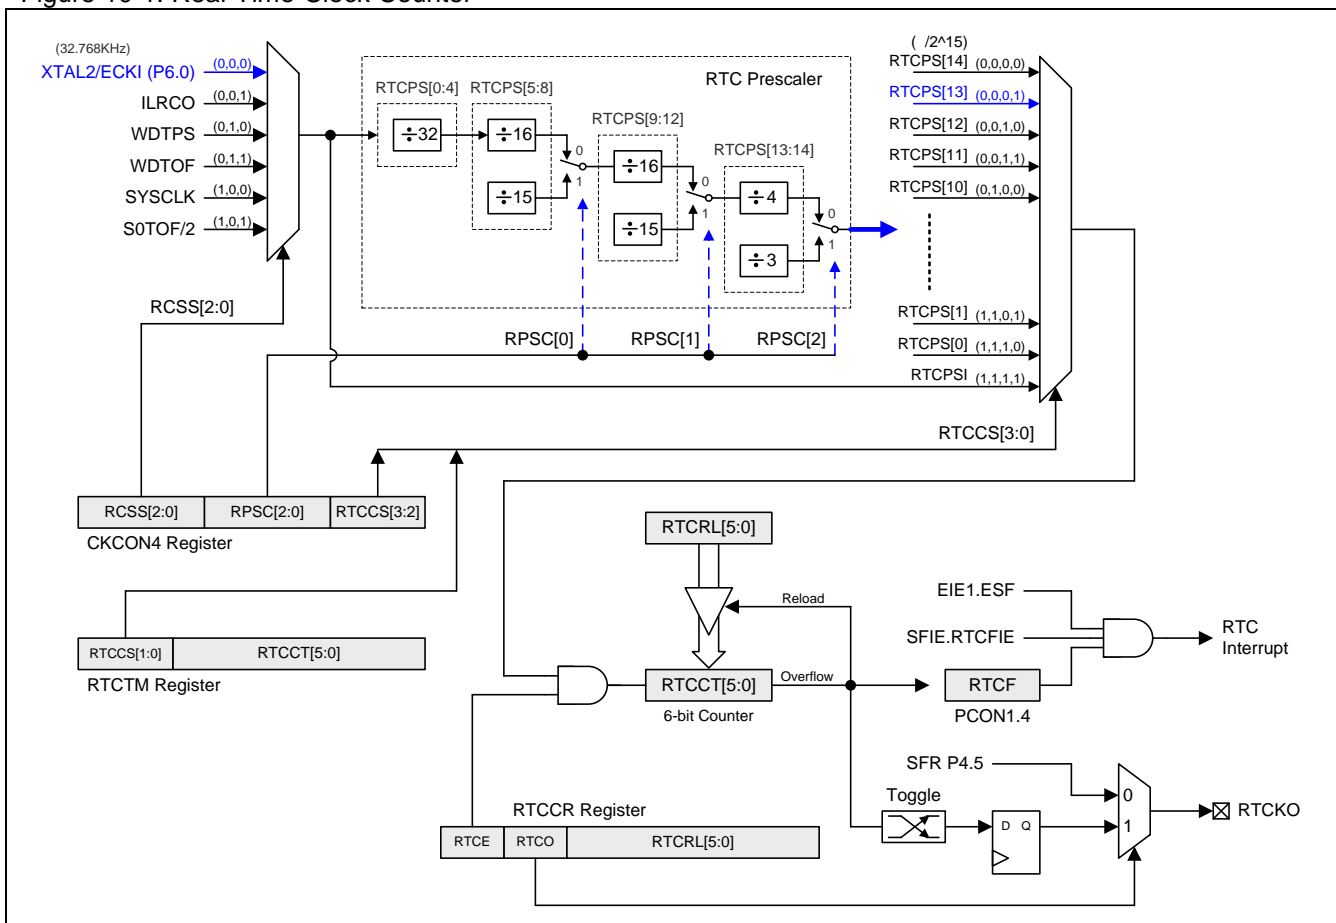 (32.768KHz)
XTAL2/ECKI (P6.0) (0,0,0)
ILRCO (0,0,1)
WDTPS (0,1,0)
WDTOF (0,1,1)
SYSCLK (1,0,0)
S0TOF/2 (1,0,1)
RCSS[2:0]
RTC Prescaler
RTCPS[0:4]
÷32
RTCPS[5:8]
÷16
÷15
0
1
RTCPS[9:12]
÷16
÷15
0
1
RTCPS[13:14]
÷4
÷3
0
1
RPSC[0]
RPSC[1]
RPSC[2]
( /2^15)
RTCPS[14] (0,0,0,0)
RTCPS[13] (0,0,0,1)
RTCPS[12] (0,0,1,0)
RTCPS[11] (0,0,1,1)
RTCPS[10] (0,1,0,0)
RTCPS[1] (1,1,0,1)
RTCPS[0] (1,1,1,0)
RTCPSI (1,1,1,1)
RTCCS[3:0]
RCSS[2:0] RPSC[2:0] RTCCS[3:2]
CKCON4 Register
RTCCS[1:0] RTCCT[5:0]
RTCTM Register
RTCRL[5:0]
Reload
RTCCT[5:0]
Overflow
6-bit Counter
EIE1.ESF
SFIE.RTCFIE
RTCF
PCON1.4
RTC
Interrupt
SFR P4.5
Toggle
D Q
0
1
RTCKO
RTCCR Register
RTCE RTCO RTCRL[5:0]